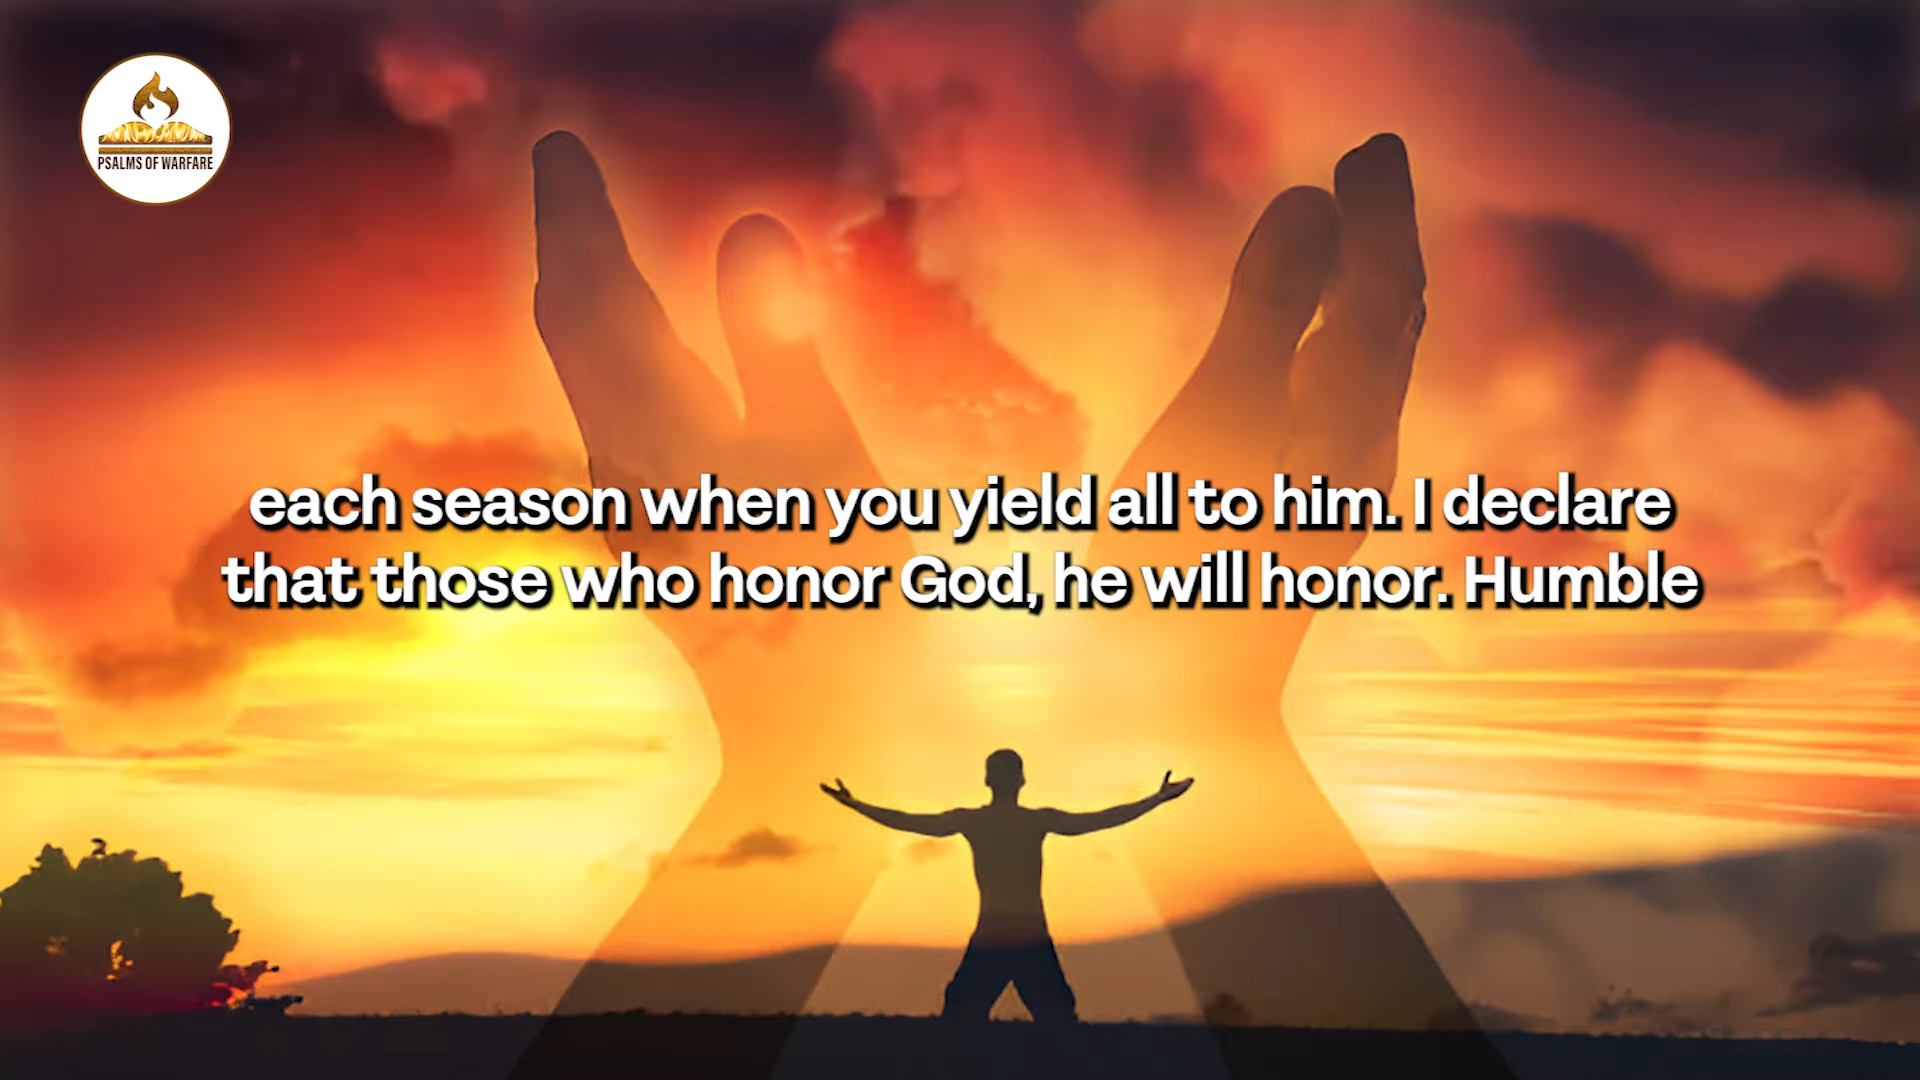 PSALMS OF WARFARE
each season when you yield all to him. I declare
that those who honor God, he will honor. Humble